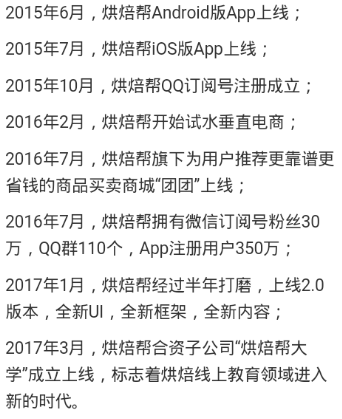 2015年6月，烘焙帮Android版App上线；
2015年7月，烘焙帮iOS版App上线；
2015年10月，烘焙帮QQ订阅号注册成立；
2016年2月，烘焙帮开始试水垂直电商；
2016年7月，烘焙帮旗下为用户推荐更靠谱更
省钱的商品买卖商城“团团”上线；
2016年7月，烘焙帮拥有微信订阅号粉丝30
万，QQ群110个，App注册用户350万；
2017年1月，烘焙帮经过半年打磨，上线2.0
版本，全新UI，全新框架，全新内容；
2017年3月，烘焙帮合资子公司“烘焙帮大
学”成立上线，标志着烘焙线上教育领域进入
新的时代。